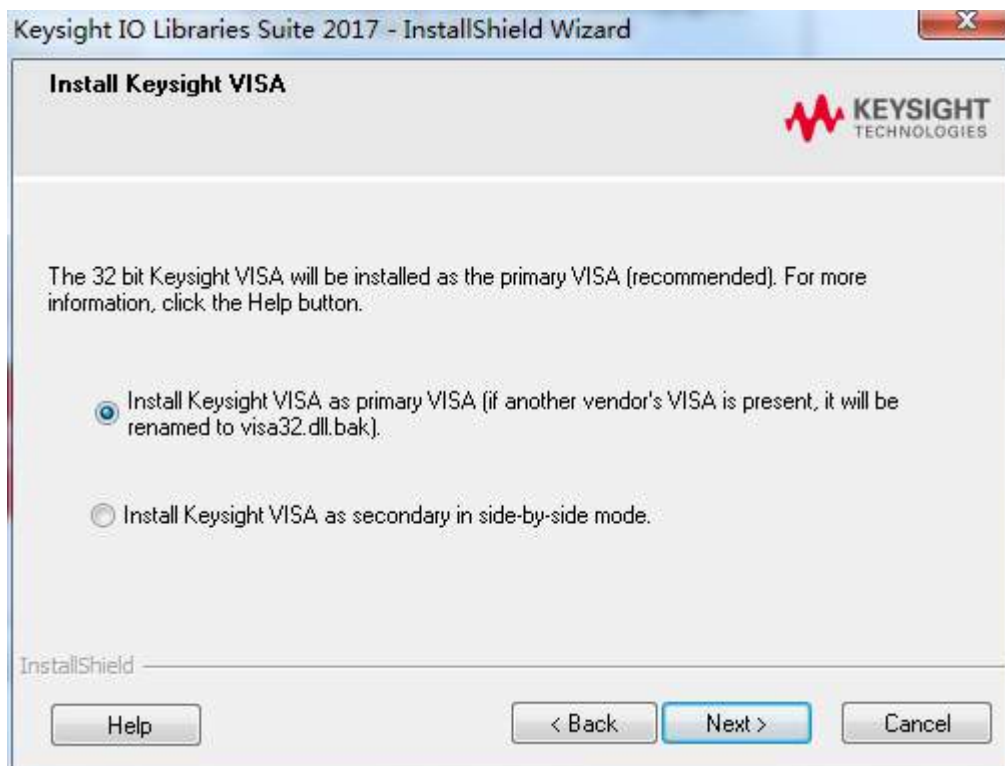 Keysight IO Libraries Suite 2017 - InstallShield Wizard
Install Keysight VISA
KEYSIGHT
TECHNOLOGIES
The 32 bit Keysight VISA will be installed as the primary VISA (recommended). For more
information, click the Help button.
Install Keysight VISA as primary VISA (if another vendor's VISA is present, it will be
renamed to visa32.dll.bak).
Install Keysight VISA as secondary in side-by-side mode.
InstallShield
Help
< Back
Next >
Cancel